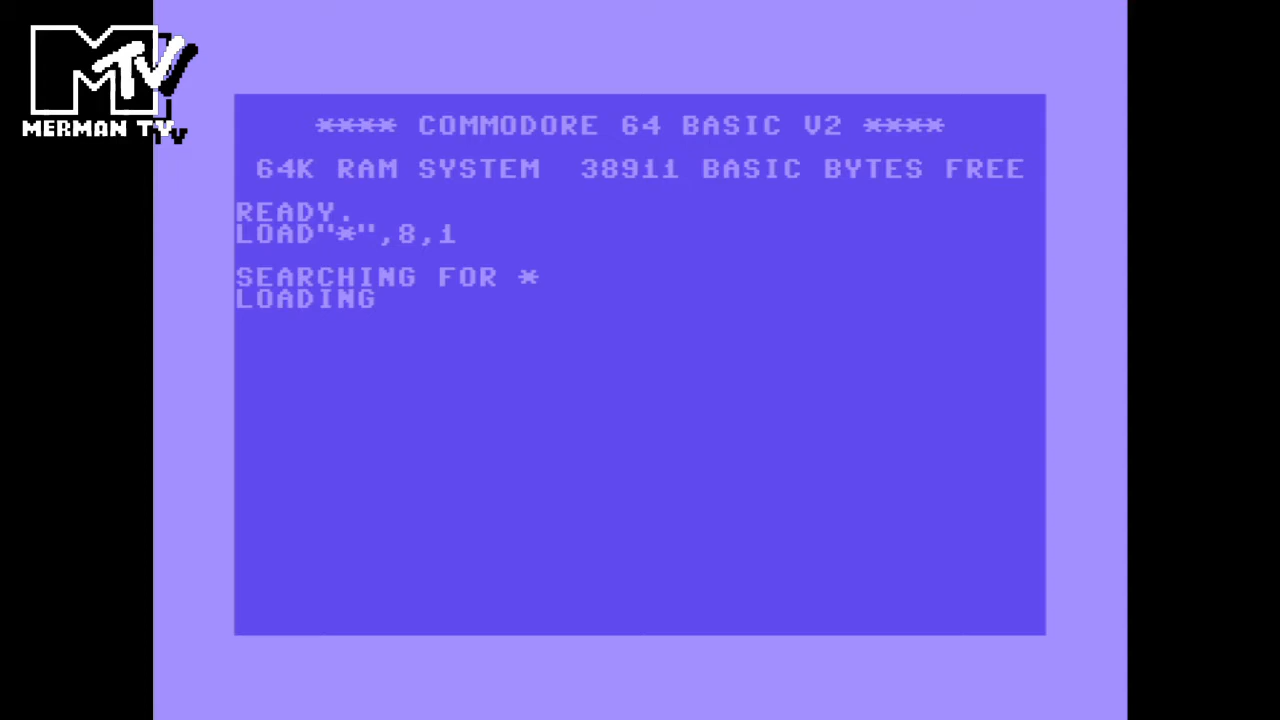 MTV
MERMAN TV
**** COMMODORE 64 BASIC V2 ****
64K RAM SYSTEM  38911 BASIC BYTES FREE
READY.
LOAD"*",8,1
SEARCHING FOR *
LOADING